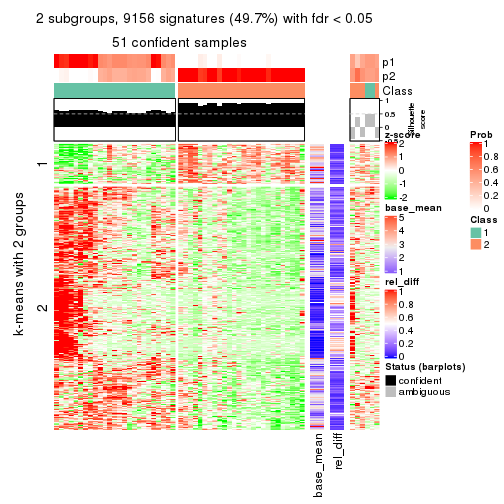 2 subgroups, 9156 signatures (49.7%) with fdr < 0.05
51 confident samples
p1
p2
Class
1
0.5
0
Silhouette
score
k-means with 2 groups
1
2
base_mean
rel_diff
z-score
2
1
0
-1
-2
base_mean
5
4
3
2
1
rel_diff
1
0.8
0.6
0.4
0.2
0
Status (barplots)
confident
ambiguous
Prob
1
0.8
0.6
0.4
0.2
0
Class
1
2